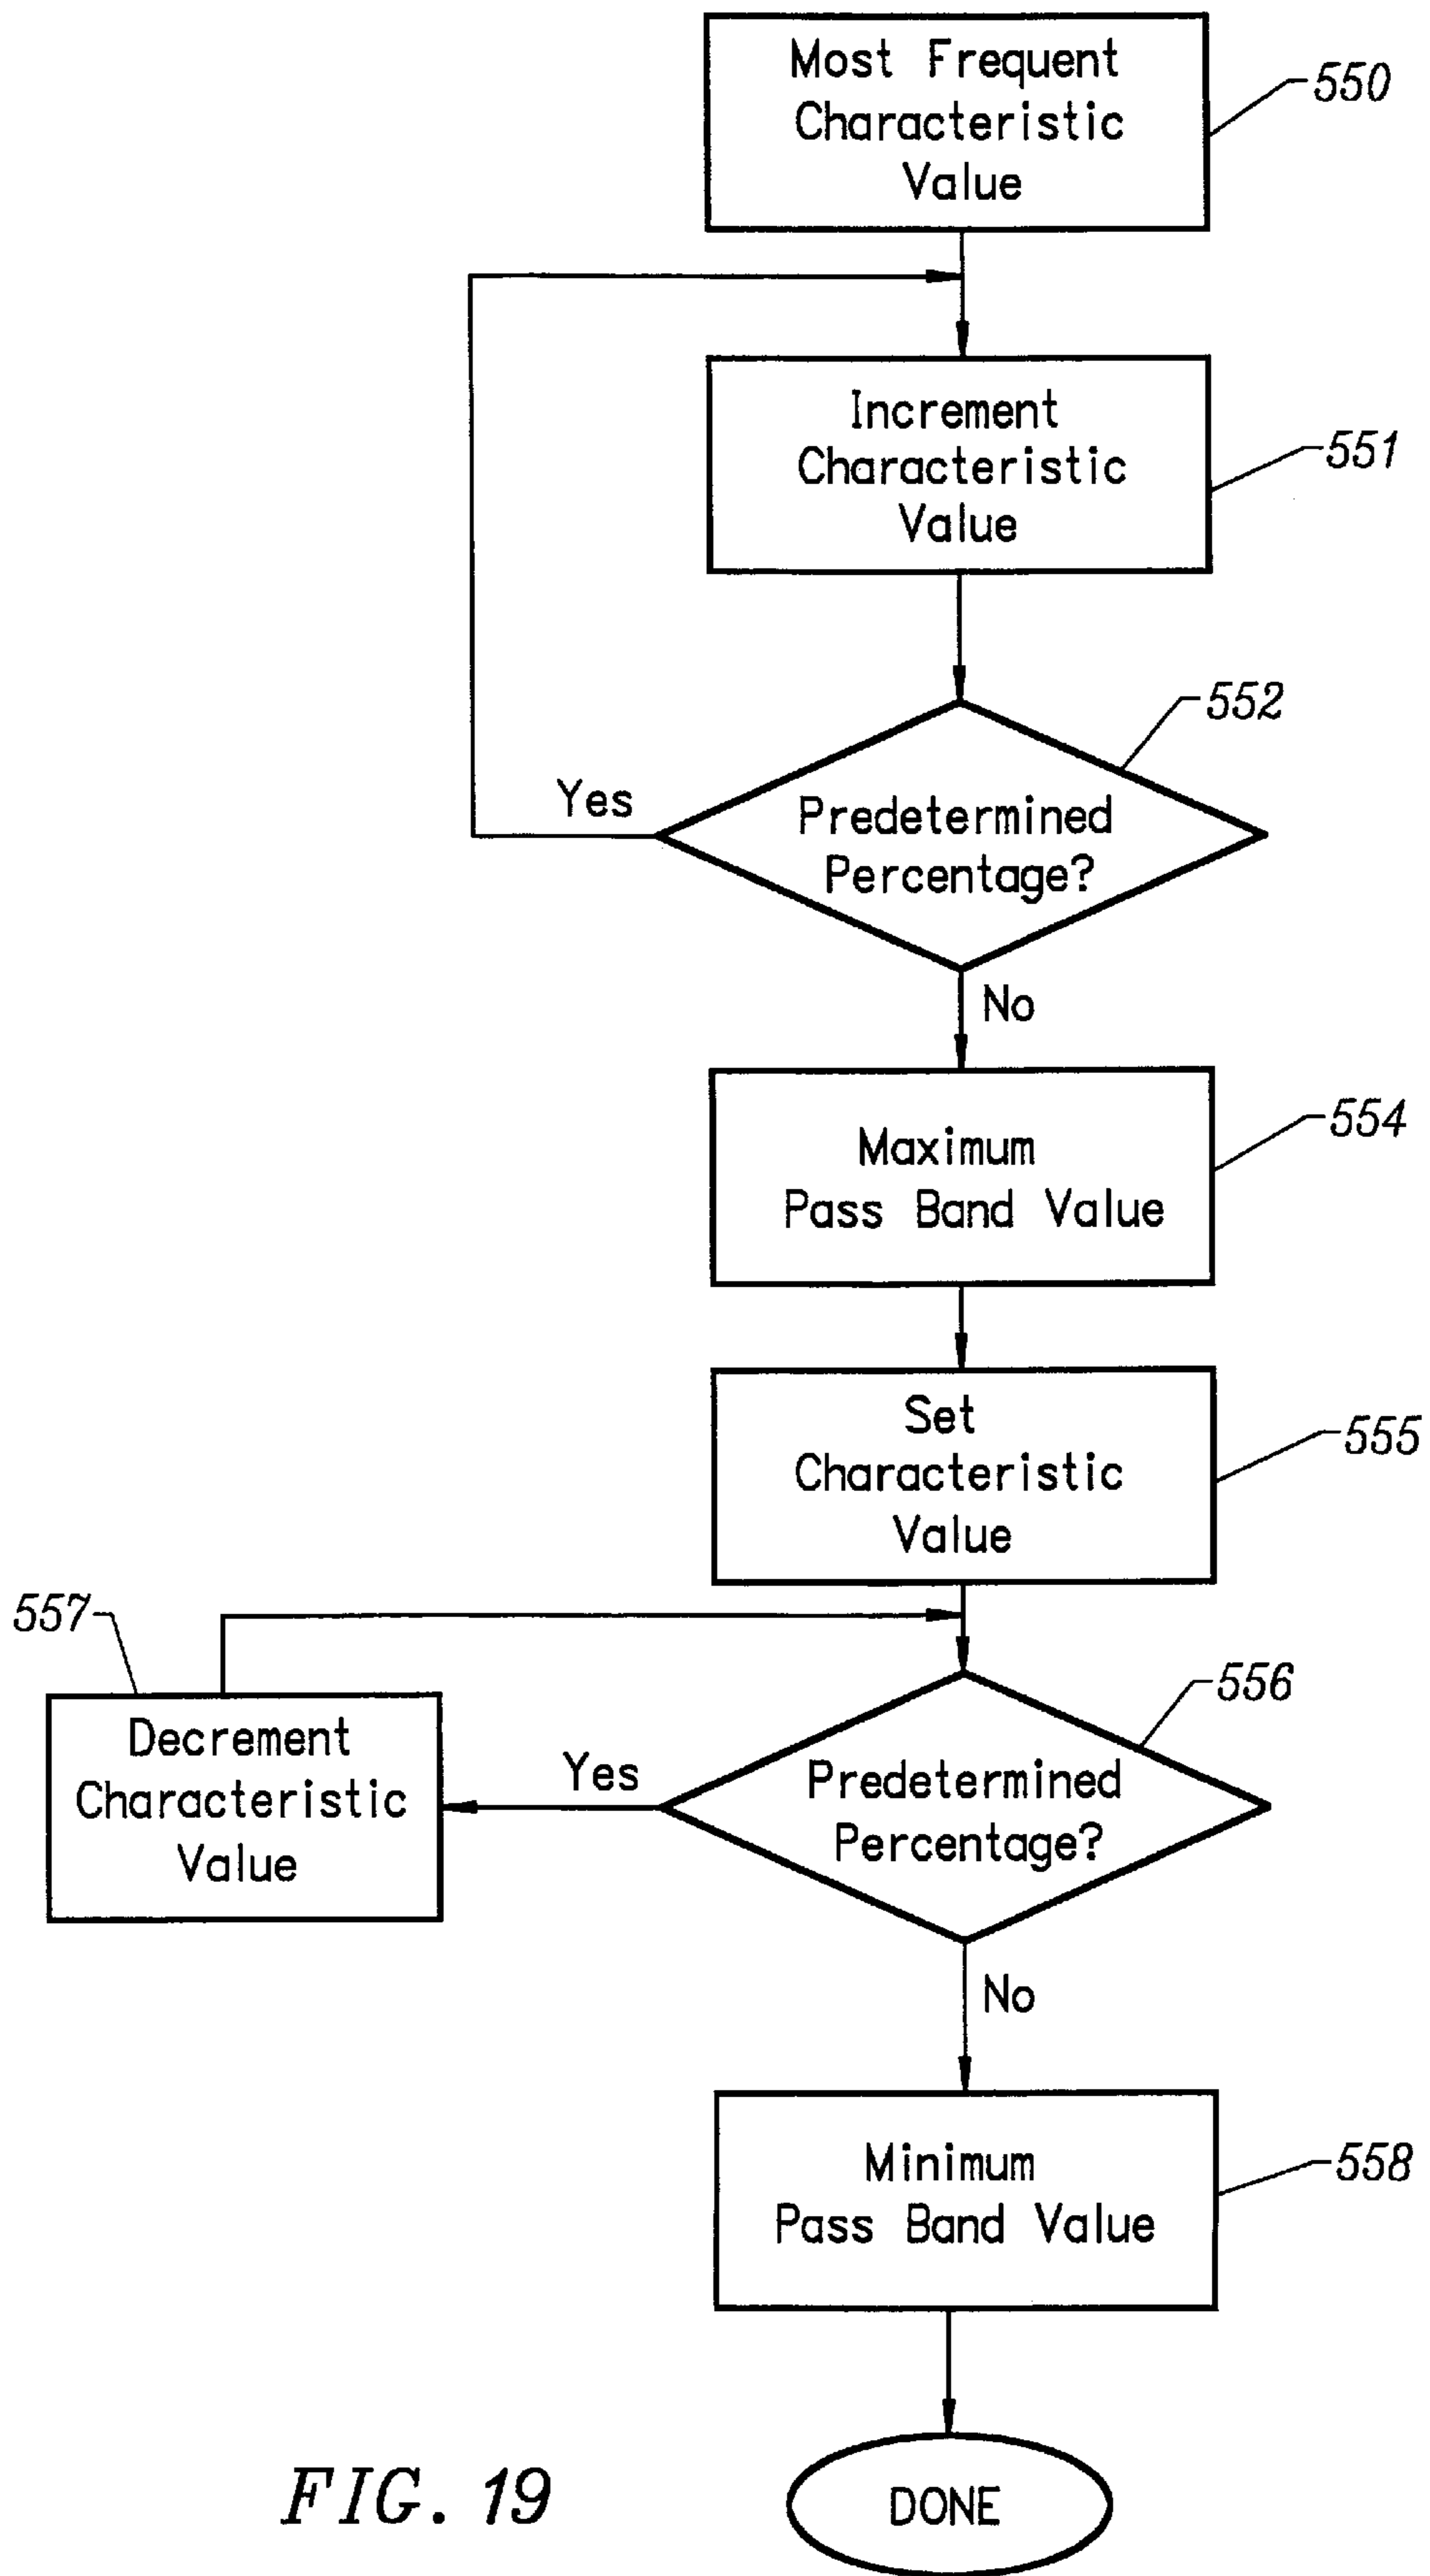 Most Frequent
Characteristic
Value
550
Increment
Characteristic
Value
551
552
Yes
Predetermined
Percentage?
No
Maximum
Pass Band Value
554
Set
Characteristic
Value
555
557
Decrement
Characteristic
Value
Yes
556
Predetermined
Percentage?
No
Minimum
Pass Band Value
558
FIG. 19
DONE